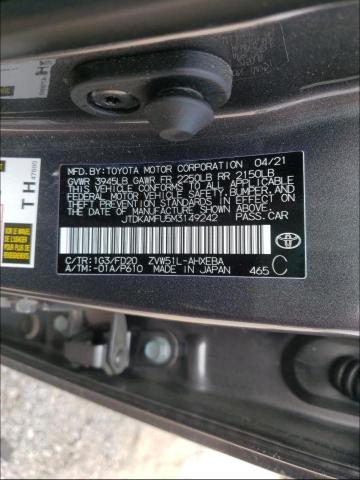 MFD. BY:TOYOTA MOTOR CORPORATION 04/21
GVWR 3945LB GAWR FR 2250LB RR 2150LB
THIS VEHICLE CONFORMS TO ALL APPLICABLE
FEDERAL MOTOR VEHICLE SAFETY, BUMPER, AND
THEFT PREVENTION STANDARDS IN EFFECT ON
THE DATE OF MANUFACTURE SHOWN ABOVE.
JTDKAMFU5M3149242 PASS.CAR
C/TR:1G3/FD20 ZVW51L-AHXEBA
A/TM:-01A/P610 MADE IN JAPAN 465 C
TH
47090